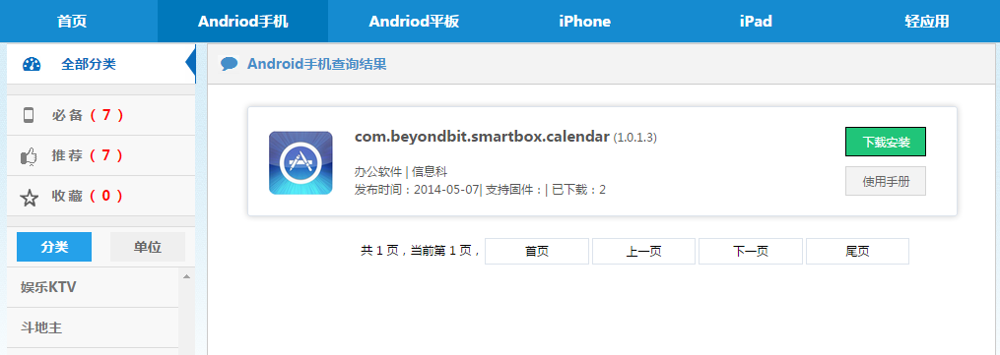 首页 Andriod手机 Andriod平板 iPhone iPad 轻应用
全部分类
Android手机查询结果
必备 ( 7 )
推荐 ( 7 )
收藏 ( 0 )
分类 单位
娱乐KTV
斗地主
com.beyondbit.smartbox.calendar (1.0.1.3)
办公软件 | 信息科
发布时间：2014-05-07| 支持固件：| 已下载：2
下载安装
使用手册
共 1 页，当前第 1 页， 首页 上一页 下一页 尾页